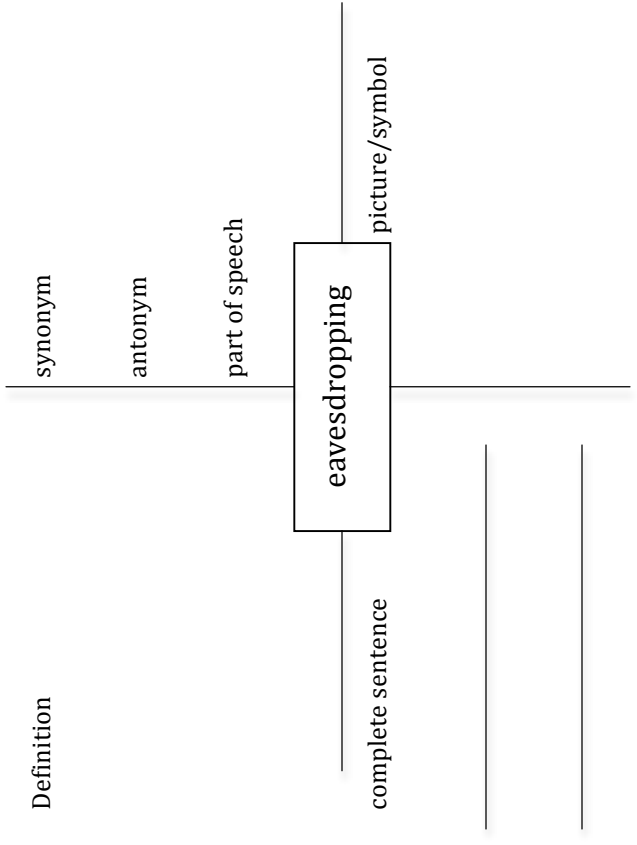 Definition
synonym
antonym
part of speech
eavesdropping
complete sentence
picture/symbol